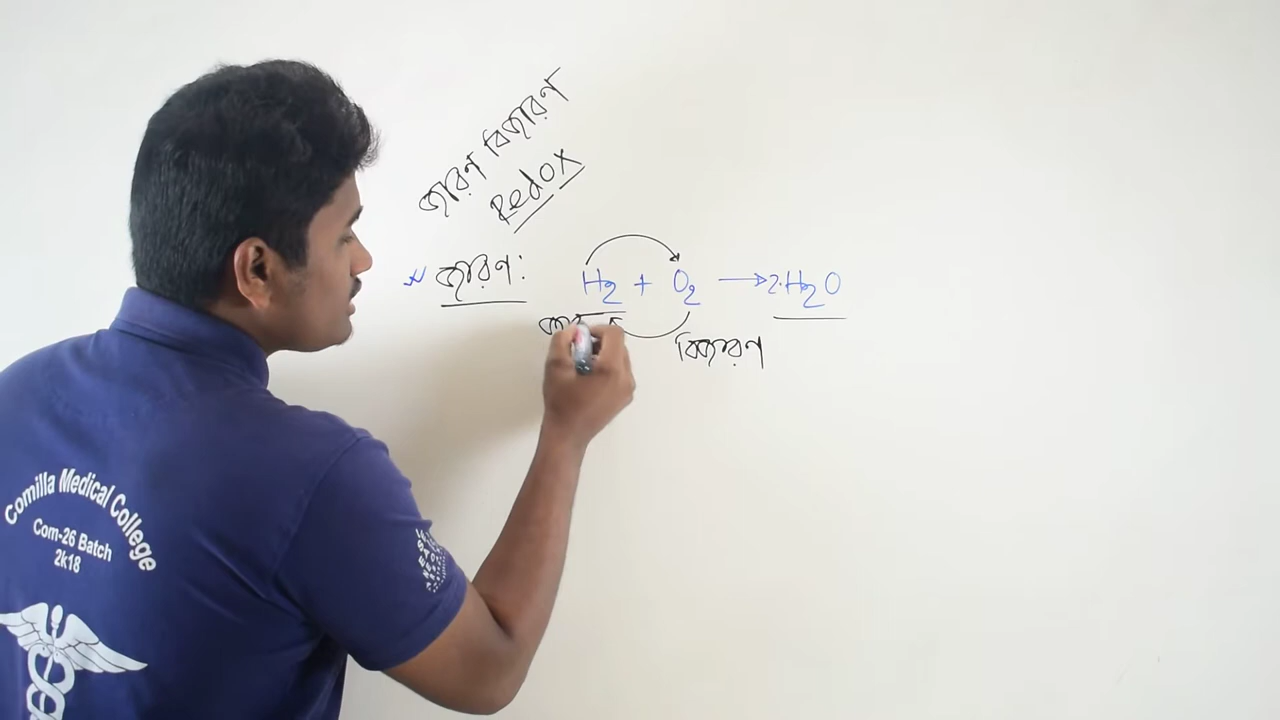 জারণ বিজারণ
Redox
জারণ:
H2 + O2 → 2.H2O
বিজারণ
Comilla Medical College
Com-26 Batch
2k18